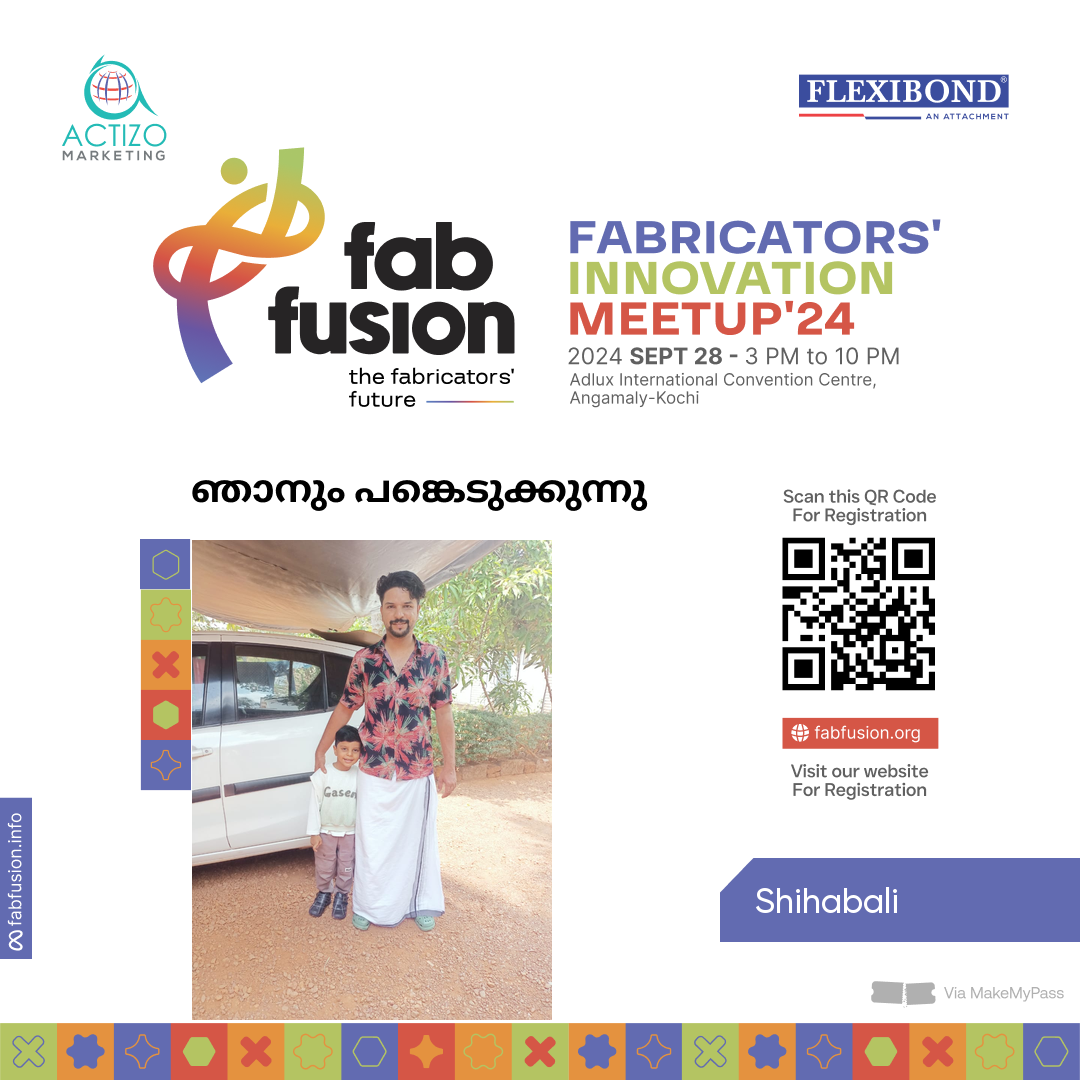 ACTIZO
MARKETING
FLEXIBOND®
AN ATTACHMENT
fab
fusion
the fabricators'
future
FABRICATORS'
INNOVATION
MEETUP'24
2024 SEPT 28 - 3 PM to 10 PM
Adlux International Convention Centre,
Angamaly-Kochi
ഞാനും പങ്കെടുക്കുന്നു
Scan this QR Code
For Registration
fabfusion.org
Visit our website
For Registration
Gasen
fabfusion.info
Shihabali
Via MakeMyPass